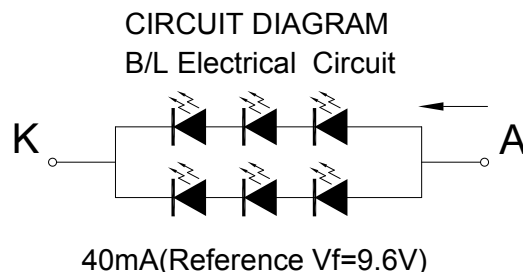 CIRCUIT DIAGRAM
B/L Electrical Circuit
K A
40mA(Reference Vf=9.6V)